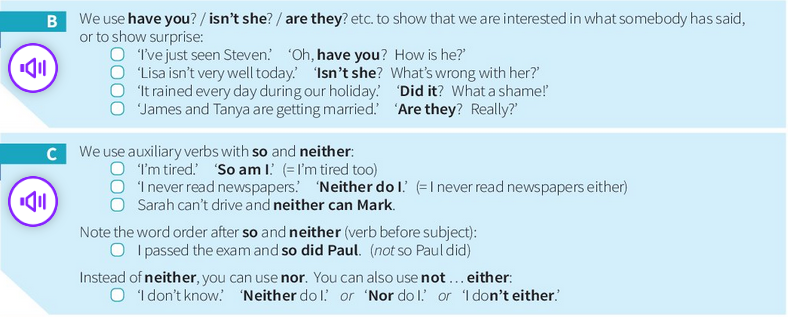 B
We use have you? / isn’t she? / are they? etc. to show that we are interested in what somebody has said,
or to show surprise:
‘I’ve just seen Steven.’ ‘Oh, have you? How is he?’
‘Lisa isn’t very well today.’ ‘Isn’t she? What’s wrong with her?’
‘It rained every day during our holiday.’ ‘Did it? What a shame!’
‘James and Tanya are getting married.’ ‘Are they? Really?’
C
We use auxiliary verbs with so and neither:
‘I’m tired.’ ‘So am I.’ (= I’m tired too)
‘I never read newspapers.’ ‘Neither do I.’ (= I never read newspapers either)
Sarah can’t drive and neither can Mark.
Note the word order after so and neither (verb before subject):
I passed the exam and so did Paul. (not so Paul did)
Instead of neither, you can use nor. You can also use not … either:
‘I don’t know.’ ‘Neither do I.’ or ‘Nor do I.’ or ‘I don’t either.’